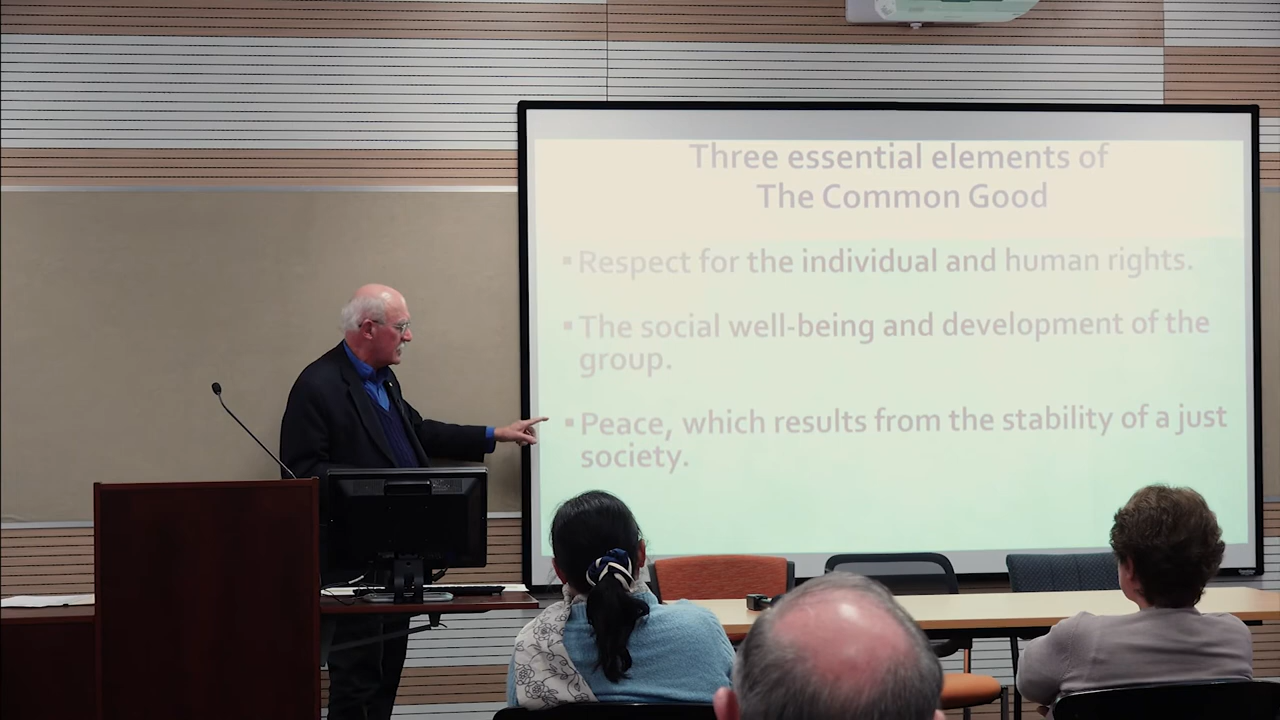 Three essential elements of
The Common Good
▪ Respect for the individual and human rights.
▪ The social well-being and development of the
group.
▪ Peace, which results from the stability of a just
society.